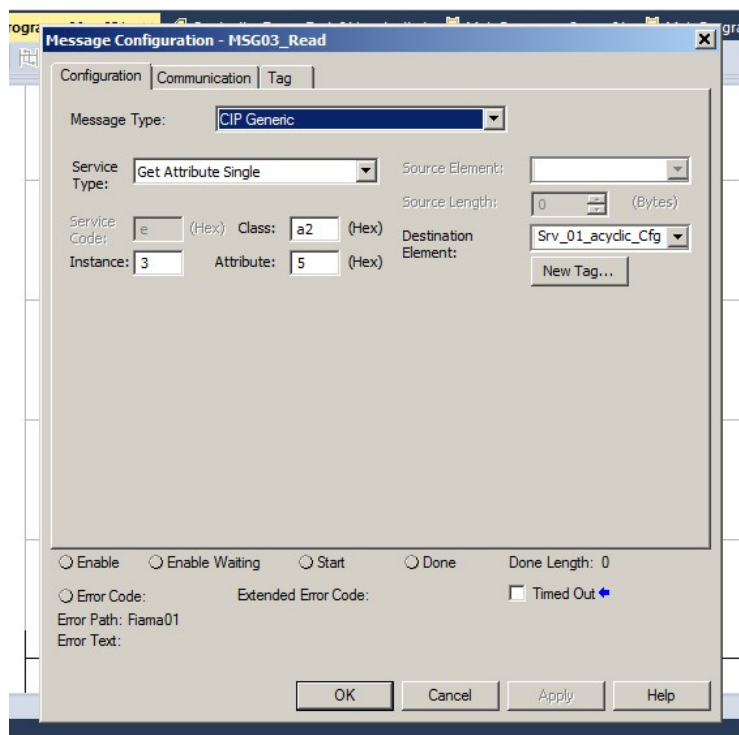 Message Configuration - MSG03_Read
Configuration Communication Tag
Message Type: CIP Generic
Service Type: Get Attribute Single
Source Element:
Source Length: 0 (Bytes)
Service Code: e (Hex) Class: a2 (Hex)
Destination Element: Srv_01_acyclic_Cfg
Instance: 3 Attribute: 5 (Hex)
New Tag...
Enable Enable Waiting Start Done Done Length: 0
Error Code: Extended Error Code: Timed Out
Error Path: Fiama01
Error Text:
OK Cancel Apply Help